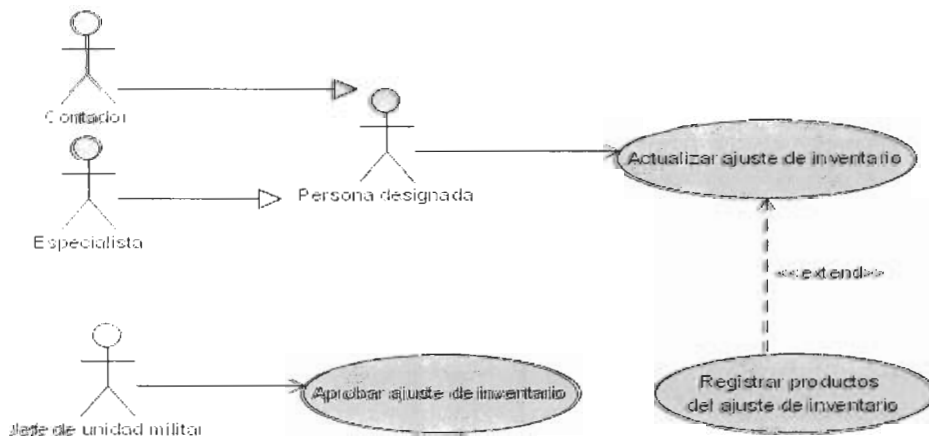 Contador
Persona designada
Especialista
Actualizar ajuste de inventario
<<extend>>
Jefe de unidad militar
Aprobar ajuste de inventario
Registrar productos
del ajuste de inventario